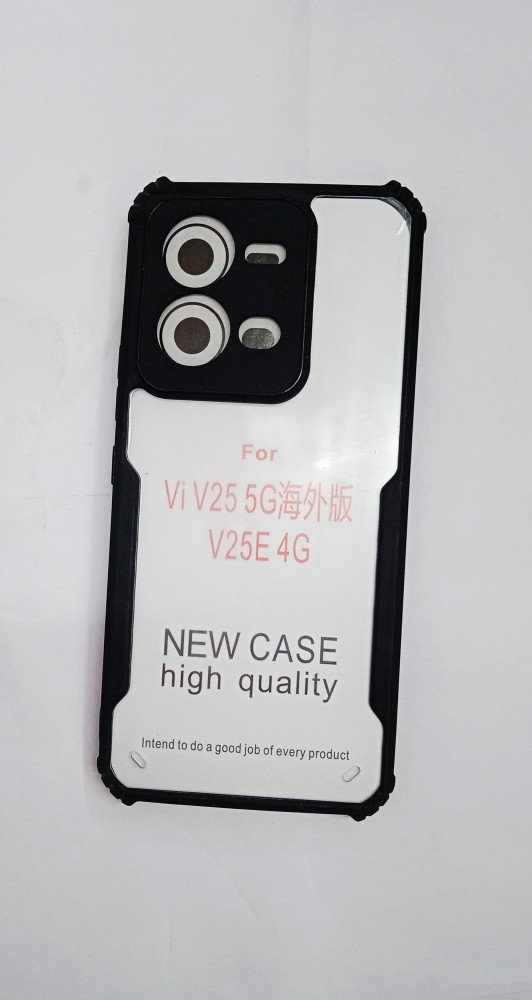 For
Vi V25 5G海外版
V25E 4G
NEW CASE
high quality
Intend to do a good job of every product